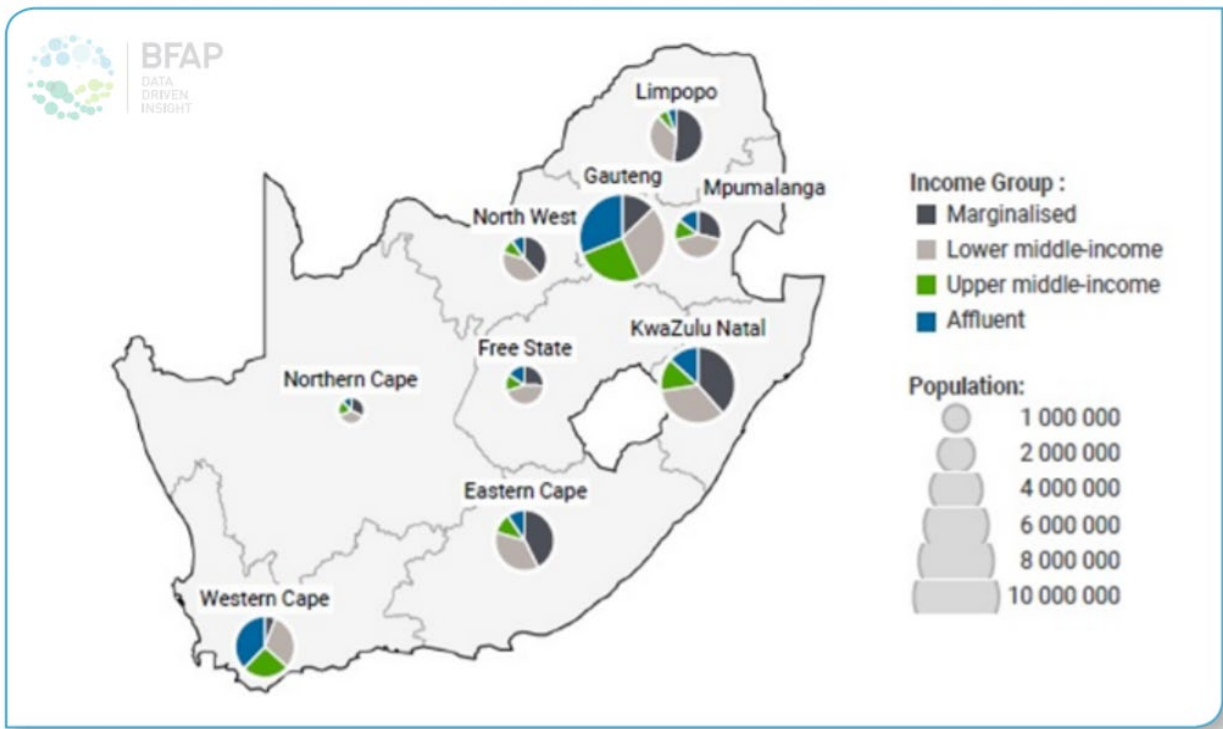 BFAP
DATA
DRIVEN
INSIGHT
Limpopo
Gauteng
Mpumalanga
North West
KwaZulu Natal
Free State
Northern Cape
Eastern Cape
Western Cape
Income Group :
Marginalised
Lower middle-income
Upper middle-income
Affluent
Population:
1 000 000
2 000 000
4 000 000
6 000 000
8 000 000
10 000 000